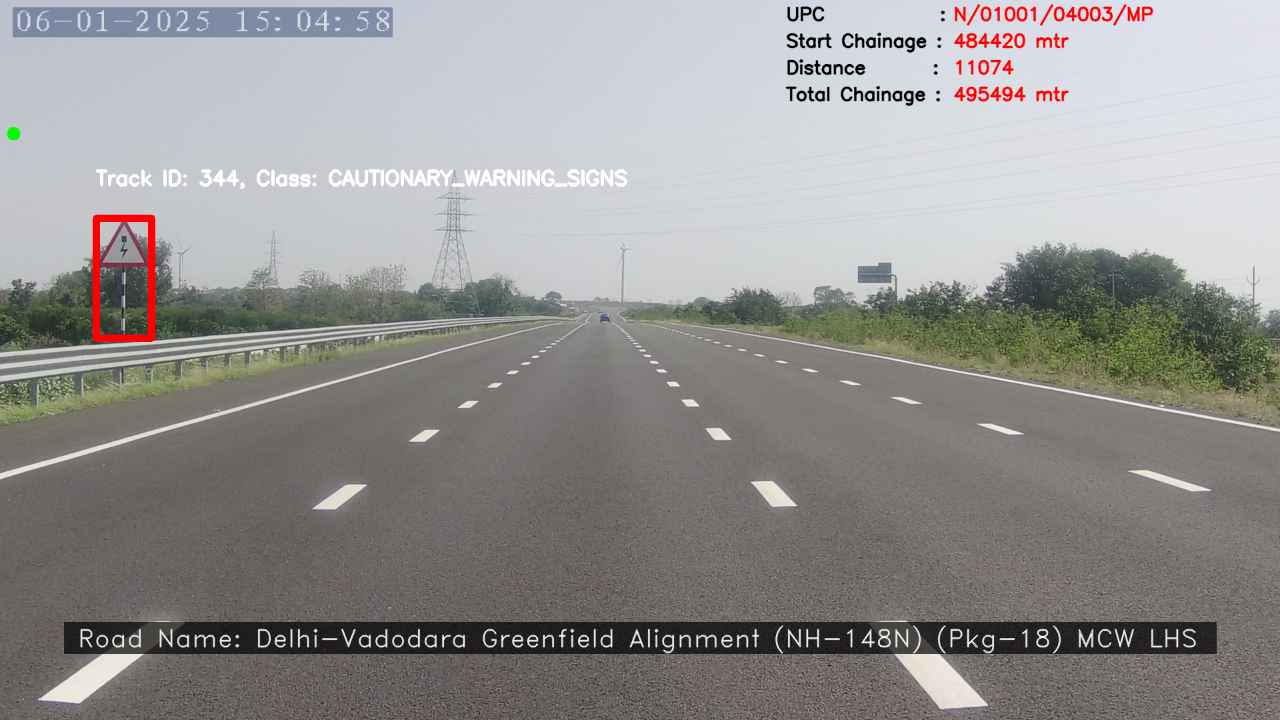 06-01-2025 15:04:58
UPC : N/01001/04003/MP
Start Chainage : 484420 mtr
Distance : 11074
Total Chainage : 495494 mtr
Track ID: 344, Class: CAUTIONARY_WARNING_SIGNS
Road Name: Delhi-Vadodara Greenfield Alignment (NH-148N) (Pkg-18) MCW LHS